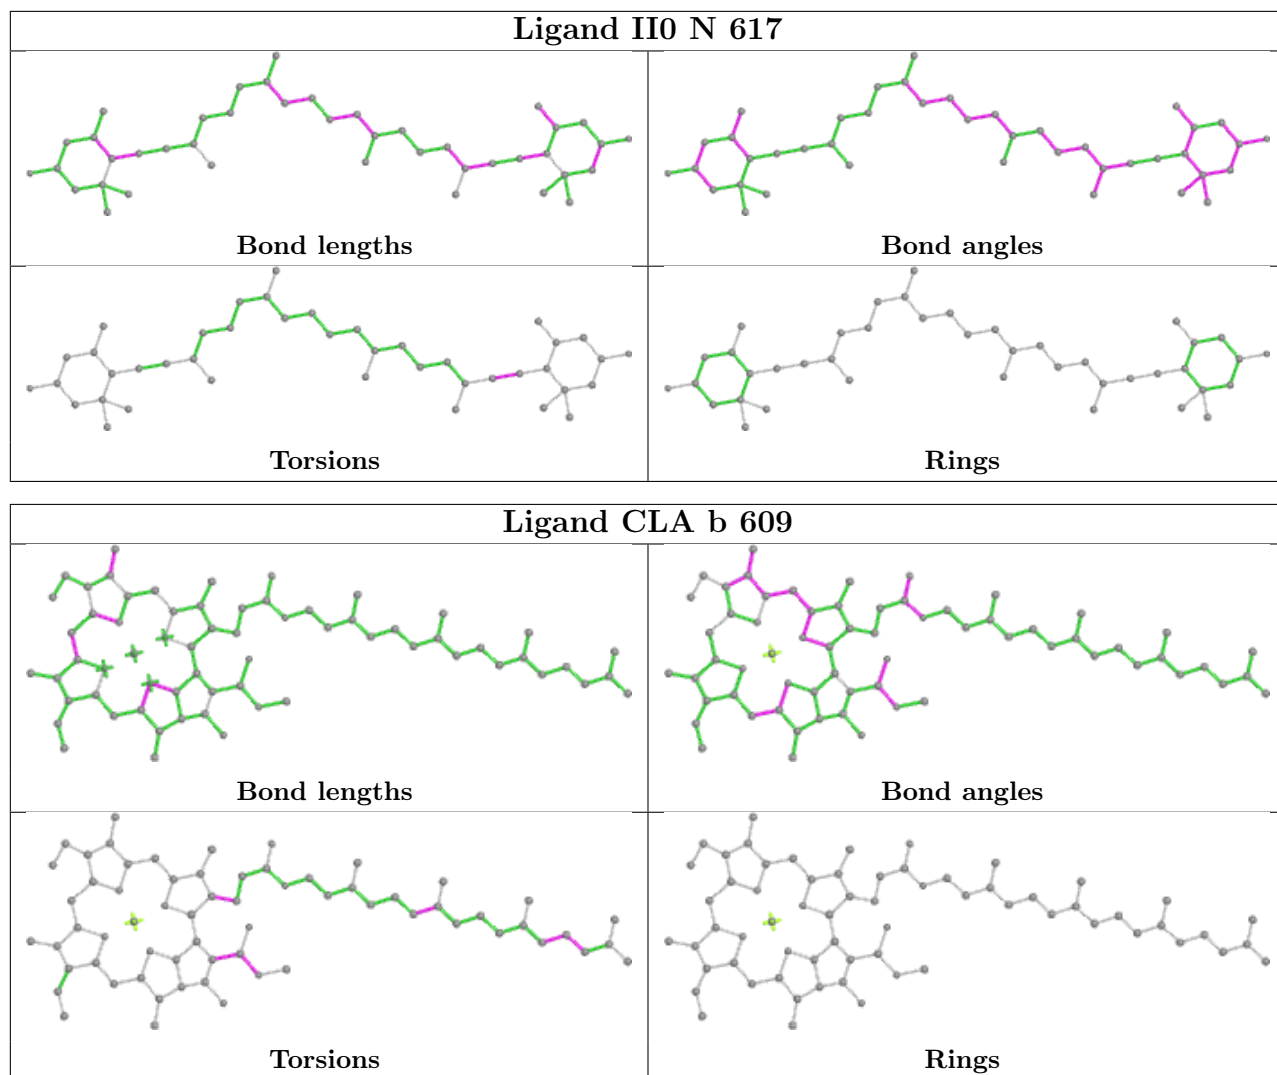 Ligand II0 N 617
Bond lengths
Bond angles
Torsions
Rings
Ligand CLA b 609
Bond lengths
Bond angles
Torsions
Rings